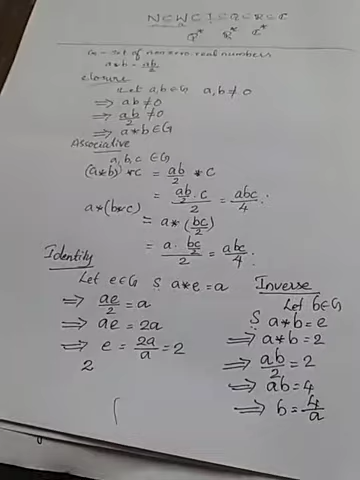 N⊂W⊂I⊂Q⊂R⊂C
Q* R* C*
G - set of nonzero real numbers
a*b = ab/2
closure
Let a,b∈G a,b≠0
⇒ ab≠0
⇒ ab/2 ≠0
⇒ a*b∈G
Associative
a,b,c ∈G
(a*b)*c = ab/2 *c
= (ab/2 · c)/2 = abc/4 ∴
a*(b*c)
= a*(bc/2)
= (a·bc/2)/2 = abc/4 ∴
Identity
Let e∈G ∋ a*e=a
⇒ ae/2 = a
⇒ ae = 2a
⇒ e = 2a/a = 2
2
Inverse
Let b∈G
∋ a*b=e
⇒ a*b=2
⇒ ab/2 = 2
⇒ ab=4
⇒ b=4/a